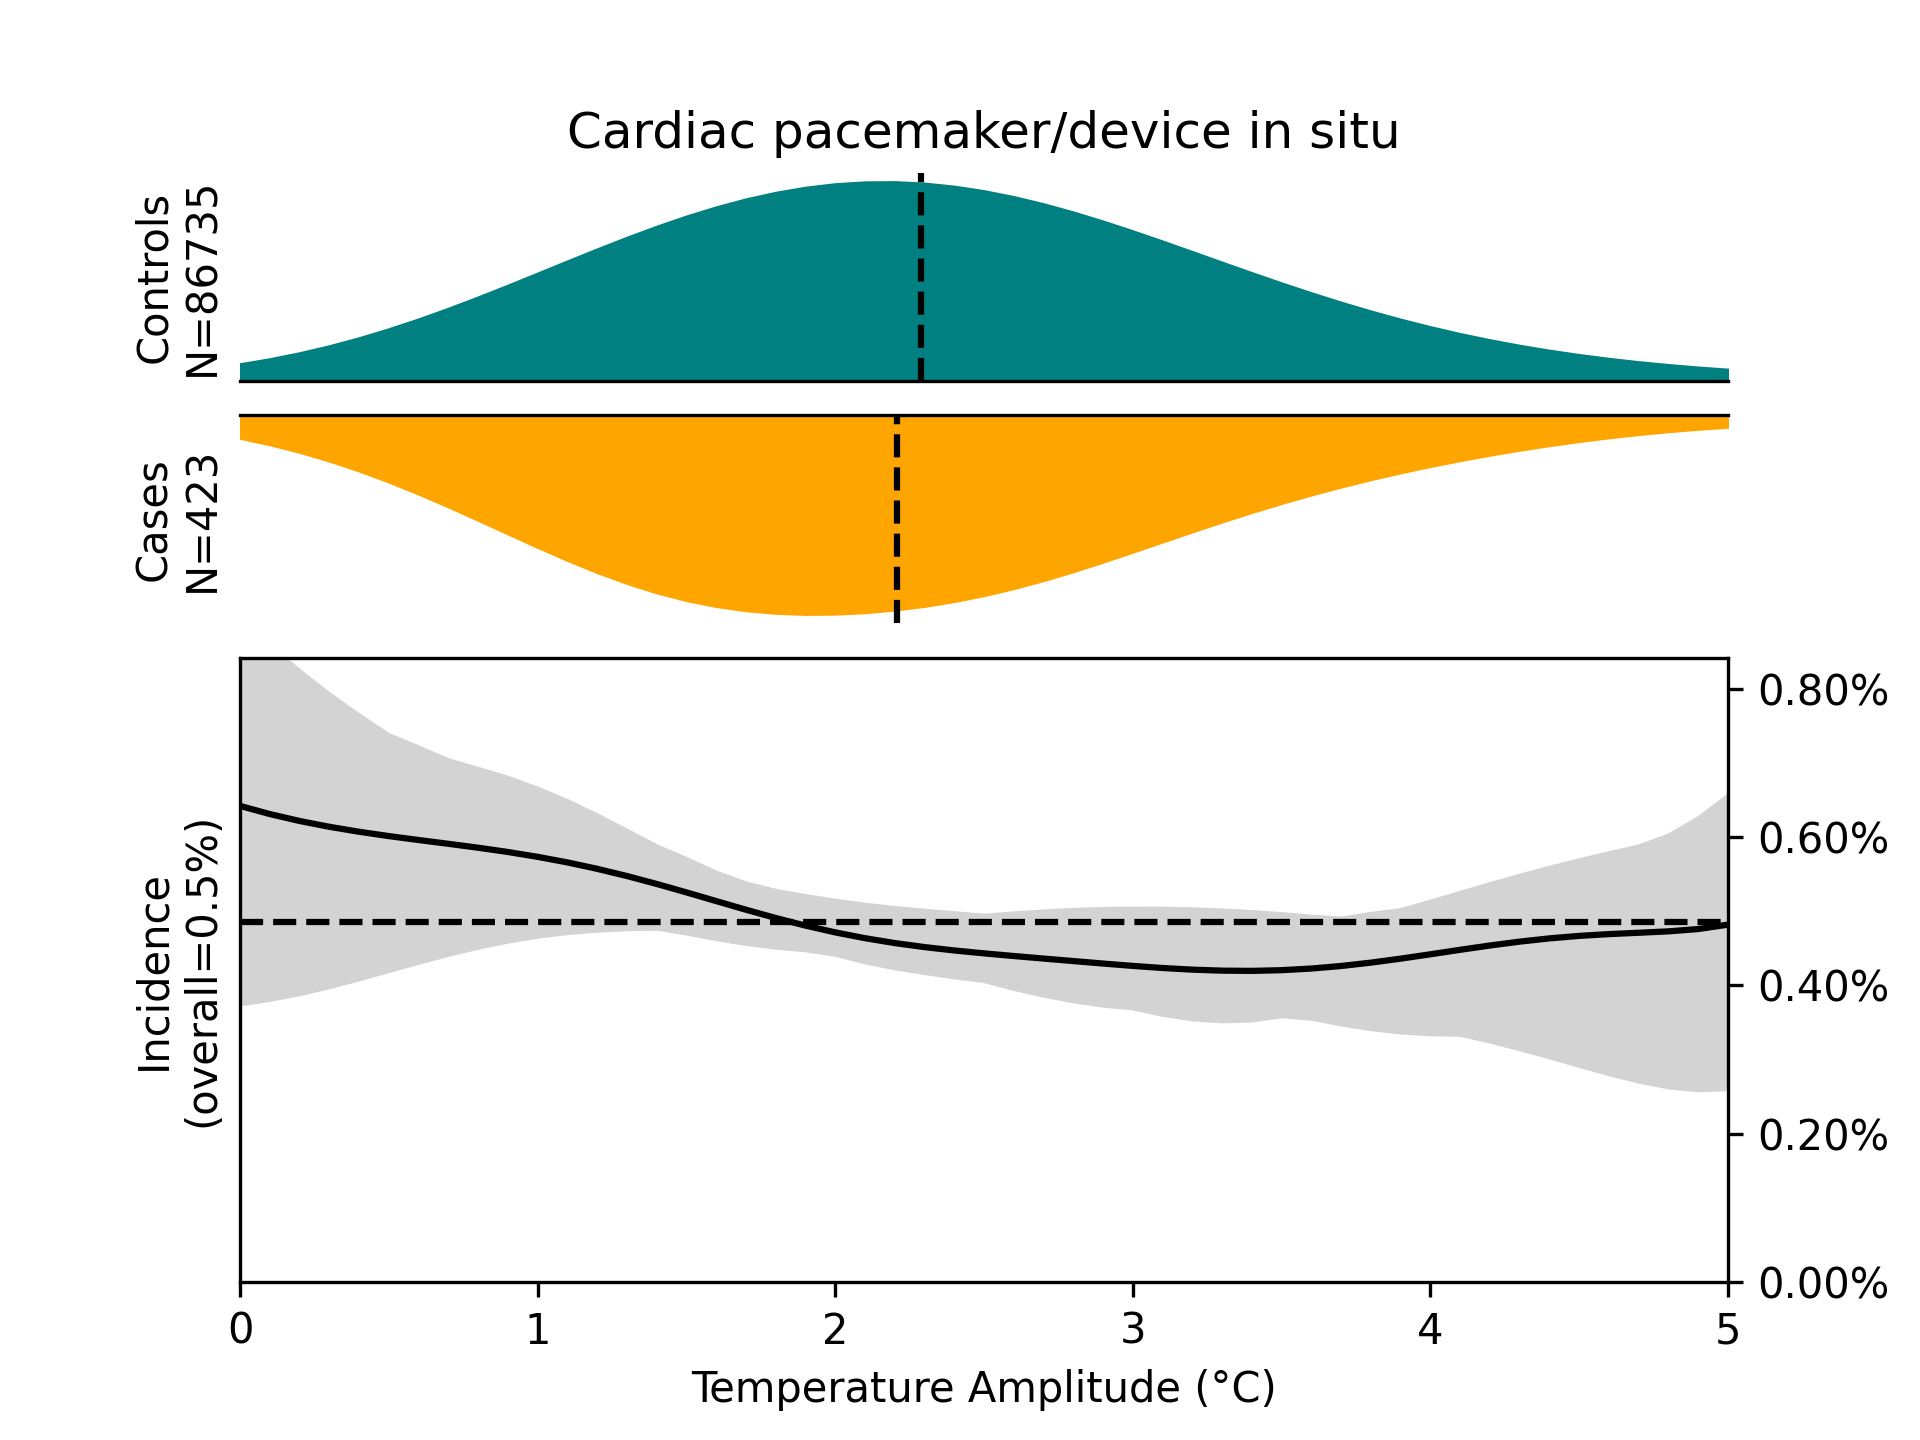 Cardiac pacemaker/device in situ
Controls
N=86735
Cases
N=423
Incidence
(overall=0.5%)
0.80%
0.60%
0.40%
0.20%
0.00%
0 1 2 3 4 5
Temperature Amplitude (°C)